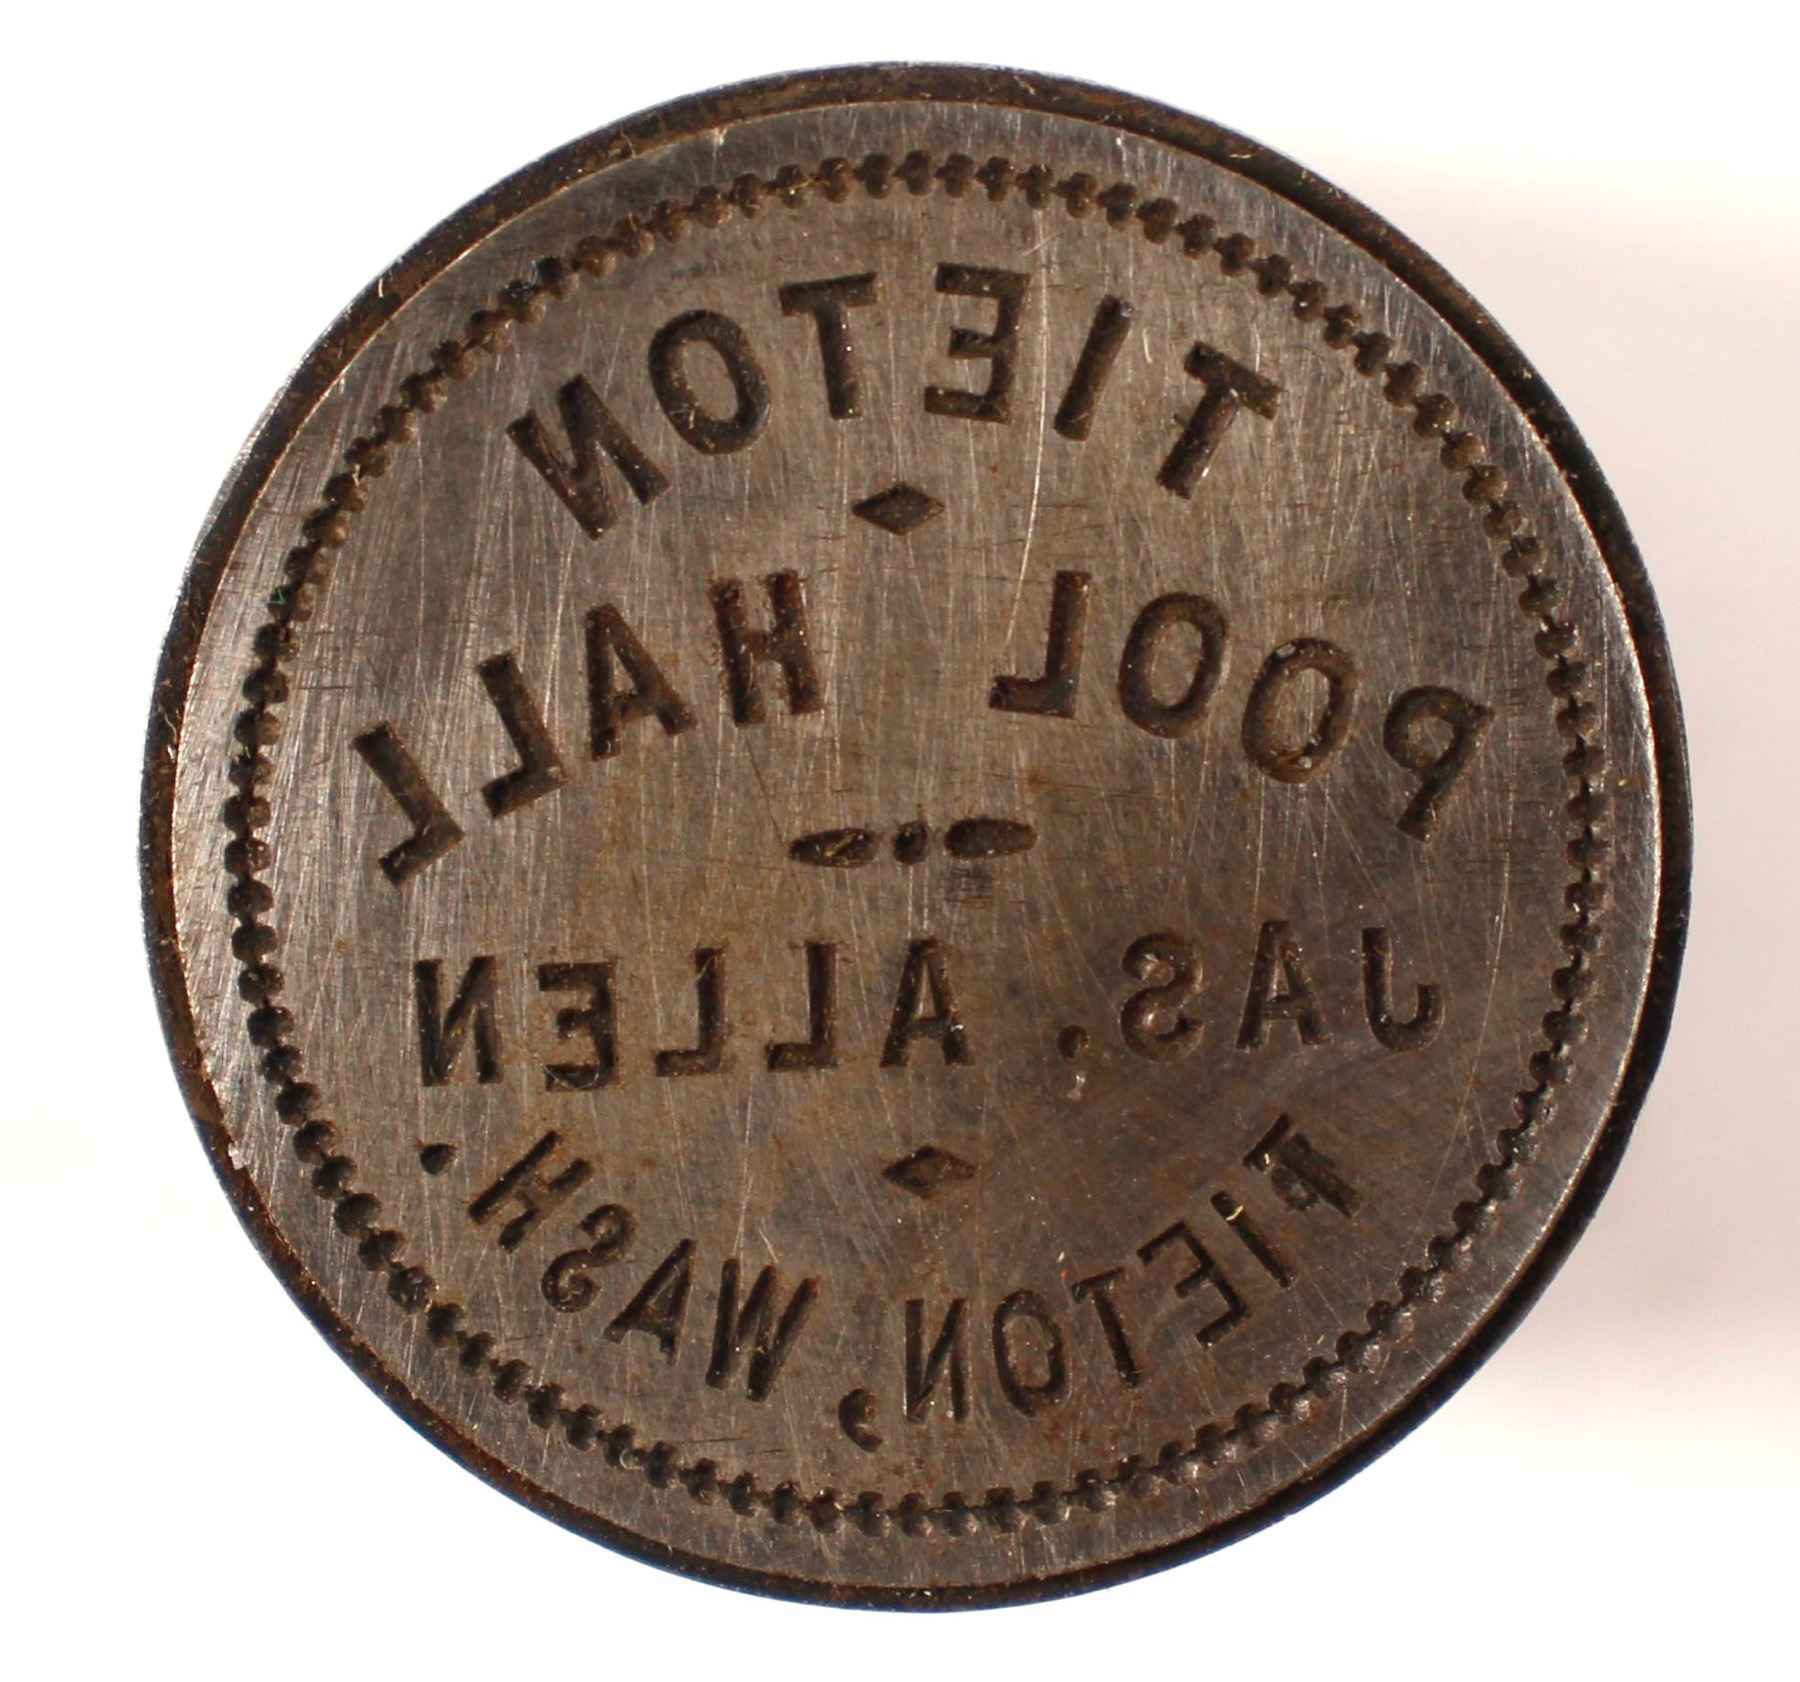 TIETON
POOL HALL
JAS. ALLEN
TIETON, WASH.